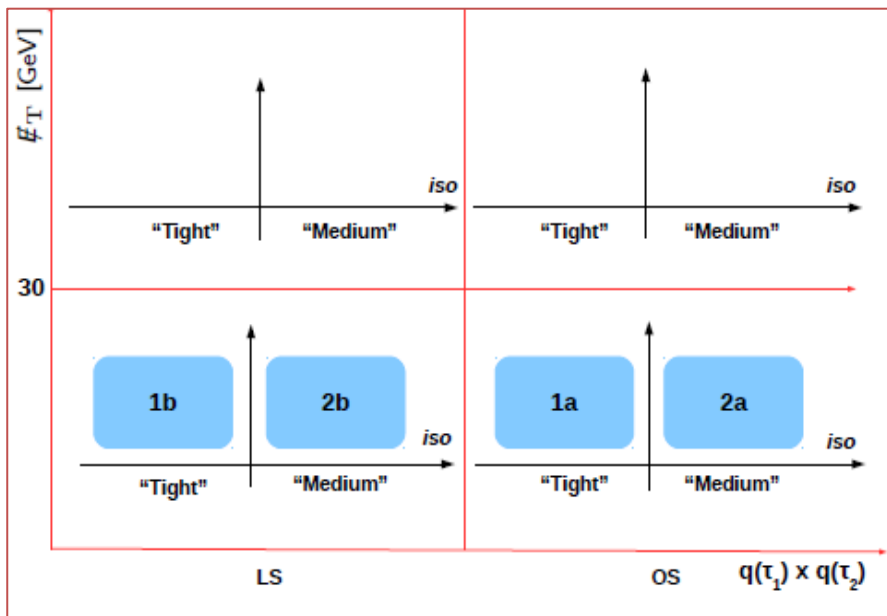 E̸_T [GeV]
iso
iso
“Tight” “Medium”
“Tight” “Medium”
30
1b 2b
1a 2a
iso
iso
“Tight” “Medium”
“Tight” “Medium”
LS
OS
q(τ₁) x q(τ₂)